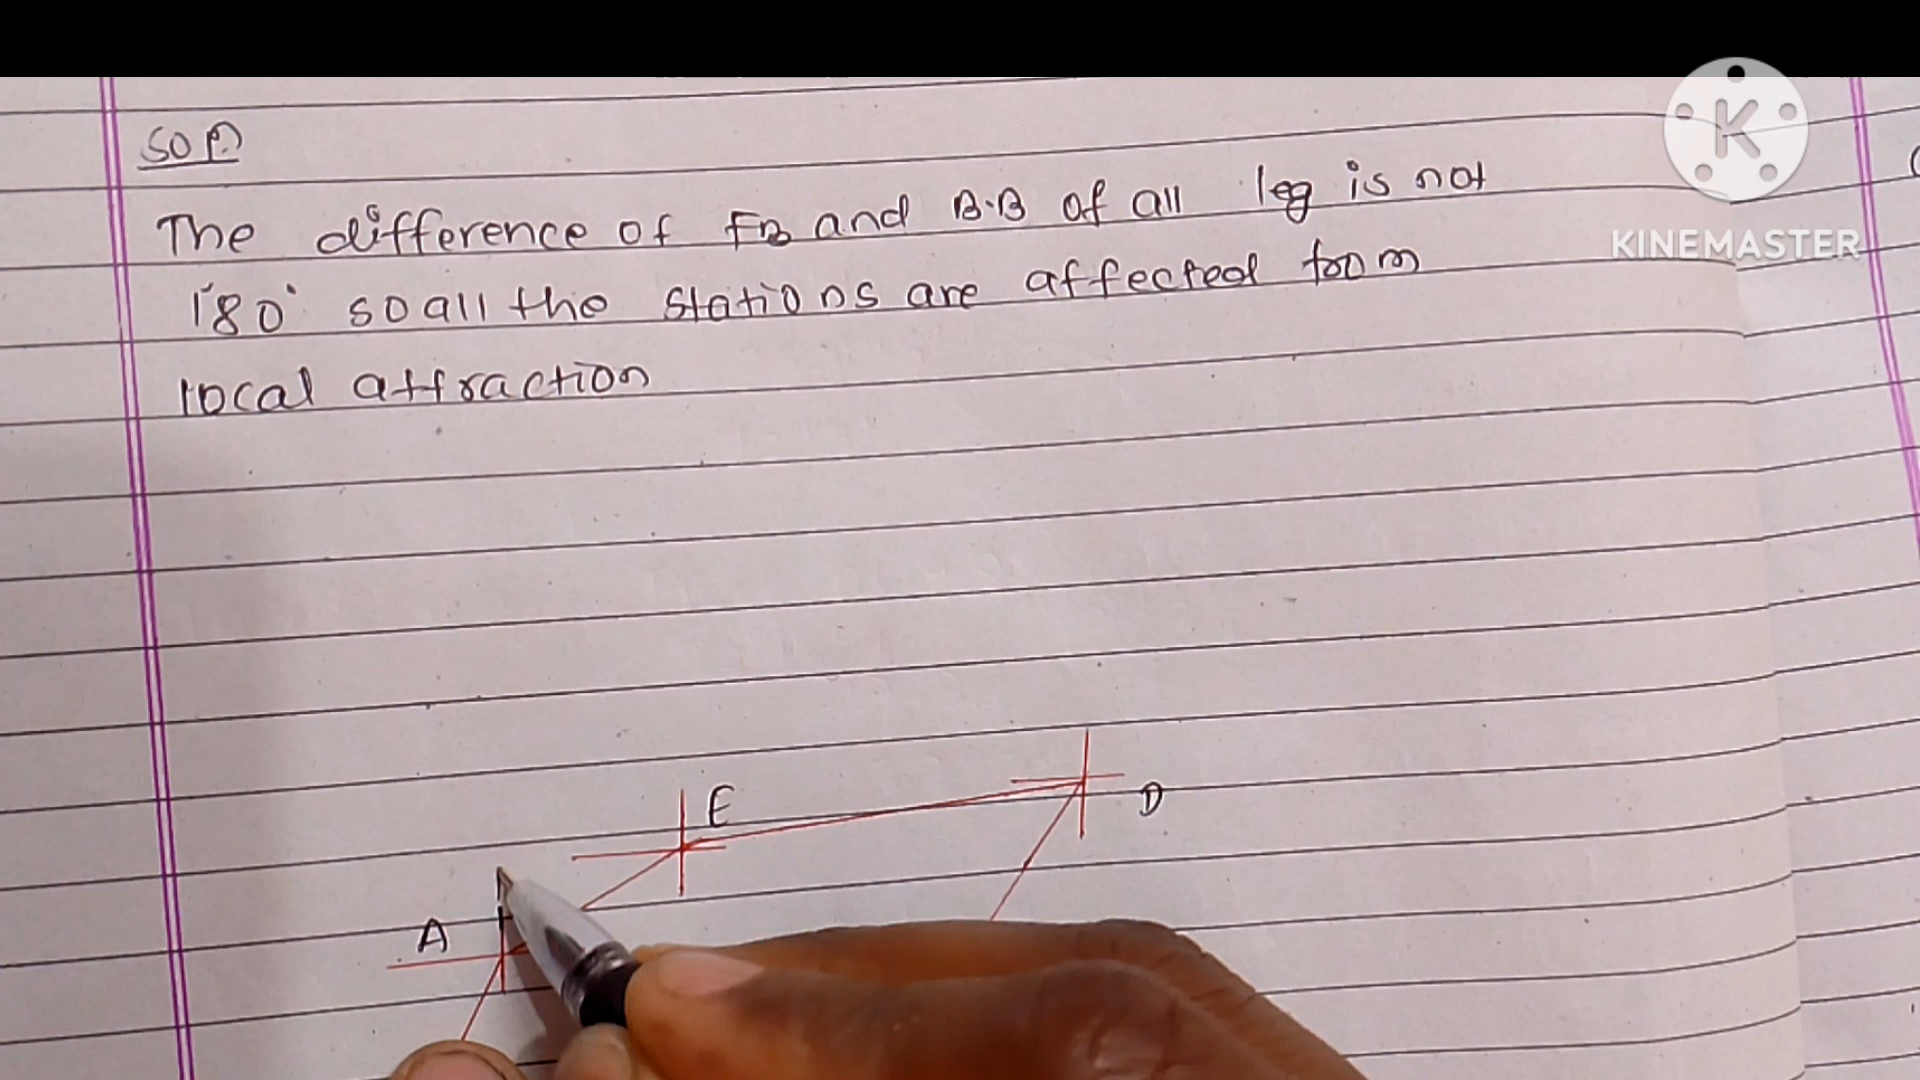 Soln
The difference of FB and B.B of all leg is not
180° so all the stations are affected from
local attraction
E
D
A
K
KINEMASTER